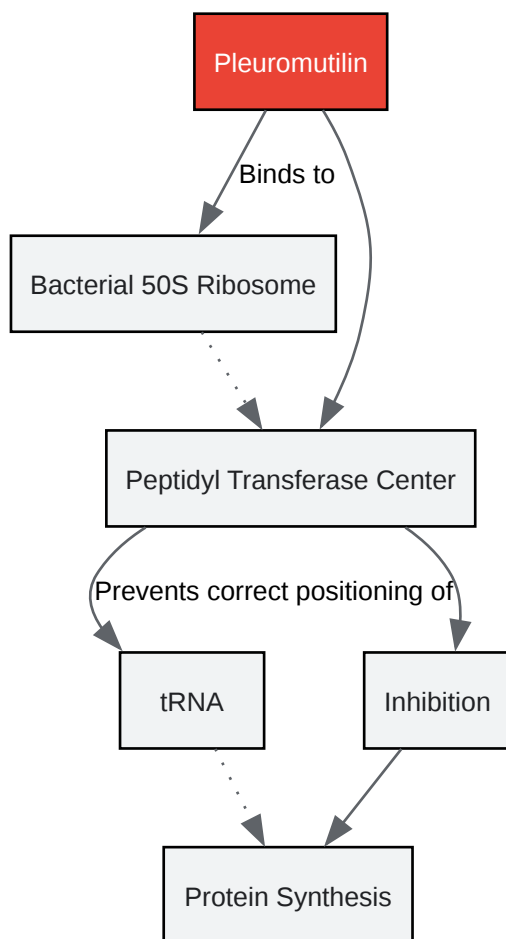 Pleuromutilin
Binds to
Bacterial 50S Ribosome
Peptidyl Transferase Center
Prevents correct positioning of
tRNA
Inhibition
Protein Synthesis